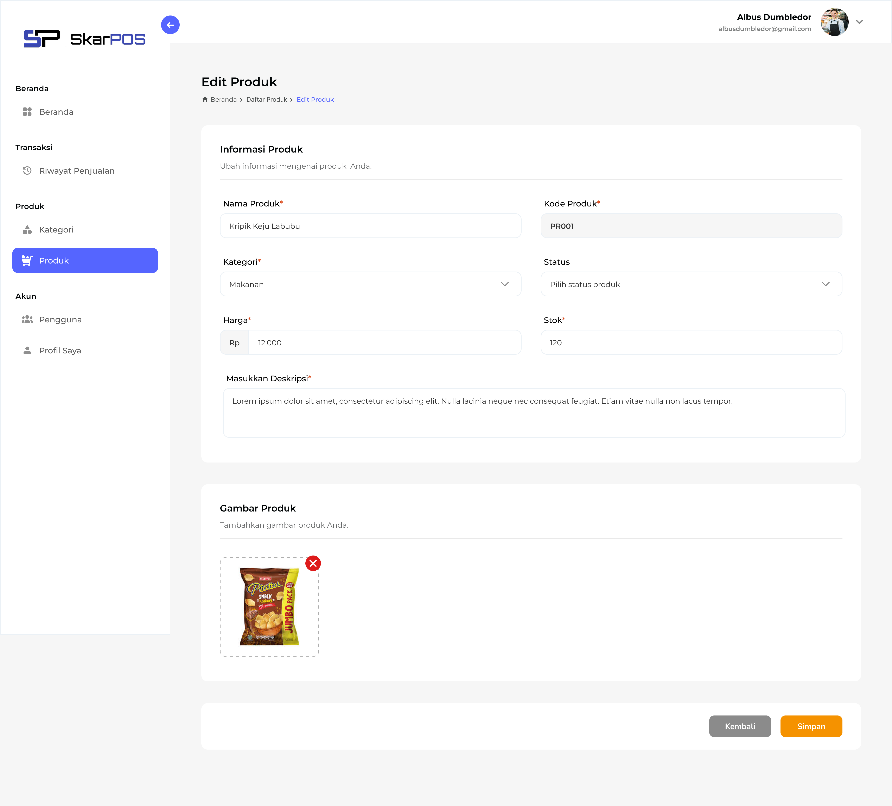 SP SkarPOS
Albus Dumbledor
albusdumbledor@gmail.com
Beranda
Beranda
Transaksi
Riwayat Penjualan
Produk
Kategori
Produk
Akun
Pengguna
Profil Saya
Edit Produk
Beranda > Daftar Produk > Edit Produk
Informasi Produk
Ubah informasi mengenai produk Anda.
Nama Produk*
Kode Produk*
Kripik Keju Labubu
PR001
Kategori*
Status
Makanan
Pilih status produk
Harga*
Stok*
Rp
12.000
120
Masukkan Deskripsi*
Lorem ipsum dolor sit amet, consectetur adipiscing elit. Nulla lacinia neque nec consequat feugiat. Etiam vitae nulla non lacus tempor.
Gambar Produk
Tambahkan gambar produk Anda.
JUMBO
Kembali
Simpan